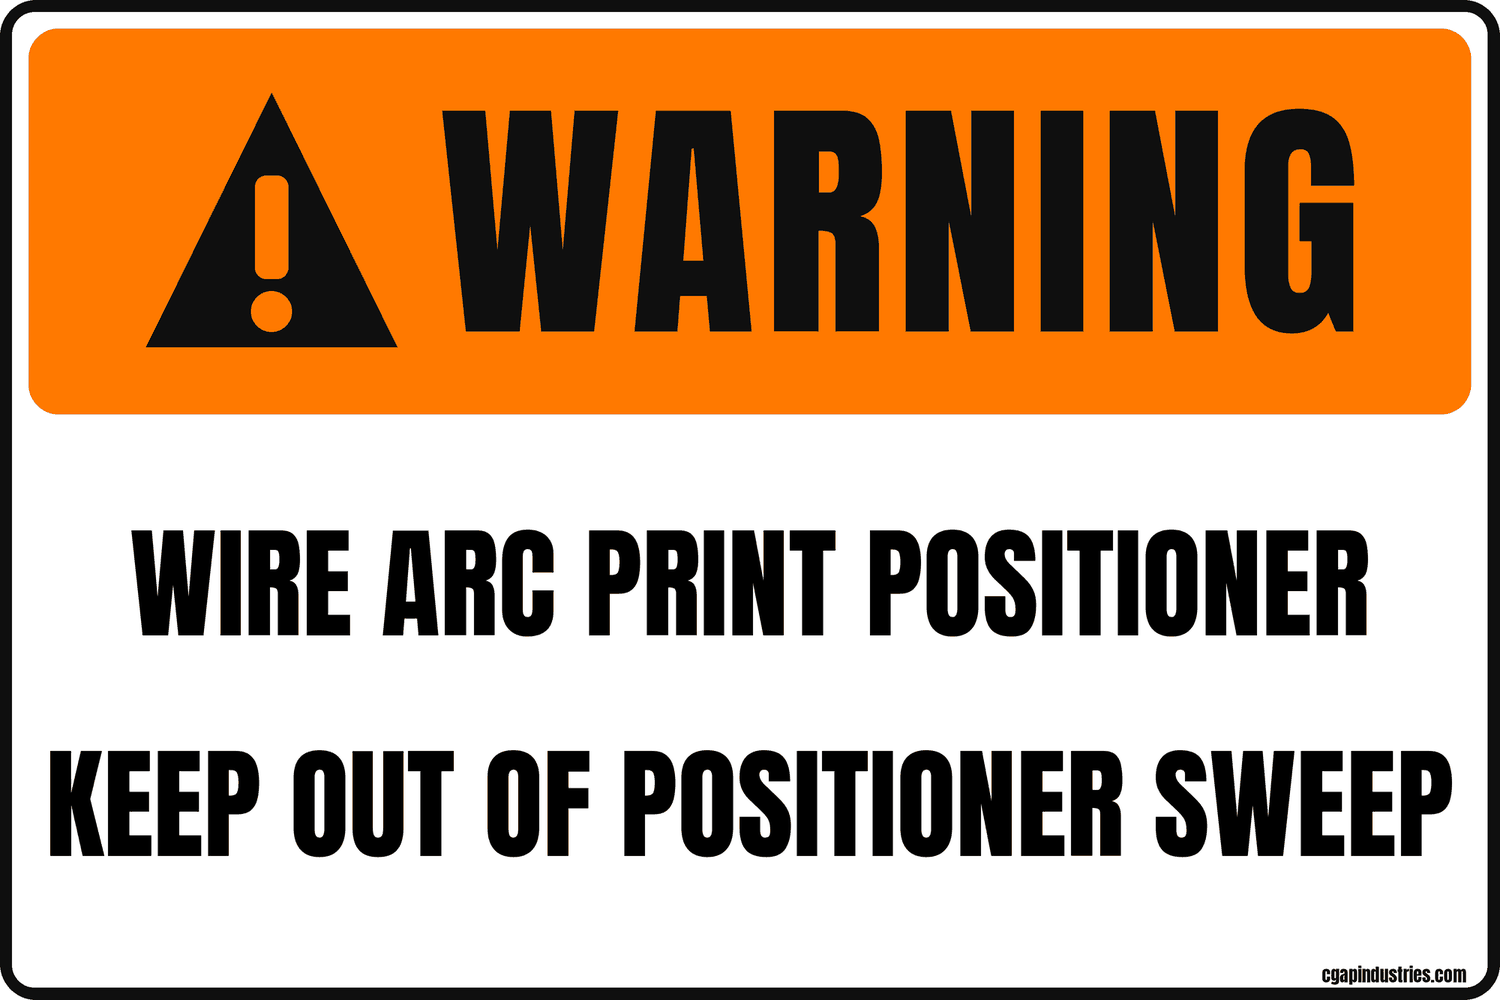 WARNING
WIRE ARC PRINT POSITIONER
KEEP OUT OF POSITIONER SWEEP
cgapindustries.com